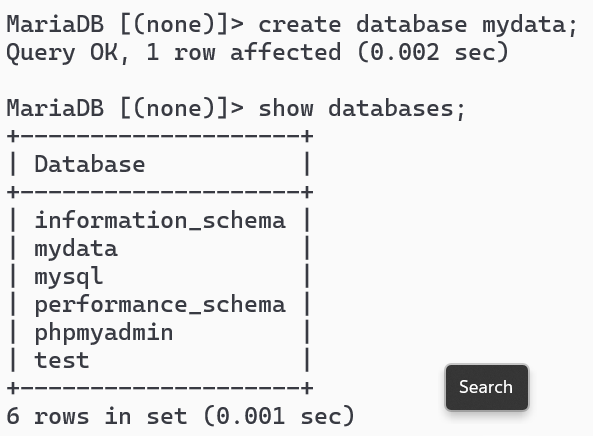 MariaDB [(none)]> create database mydata;
Query OK, 1 row affected (0.002 sec)
MariaDB [(none)]> show databases;
+--------------------+
| Database           |
+--------------------+
| information_schema |
| mydata             |
| mysql              |
| performance_schema |
| phpmyadmin         |
| test               |
+--------------------+
6 rows in set (0.001 sec)
Search